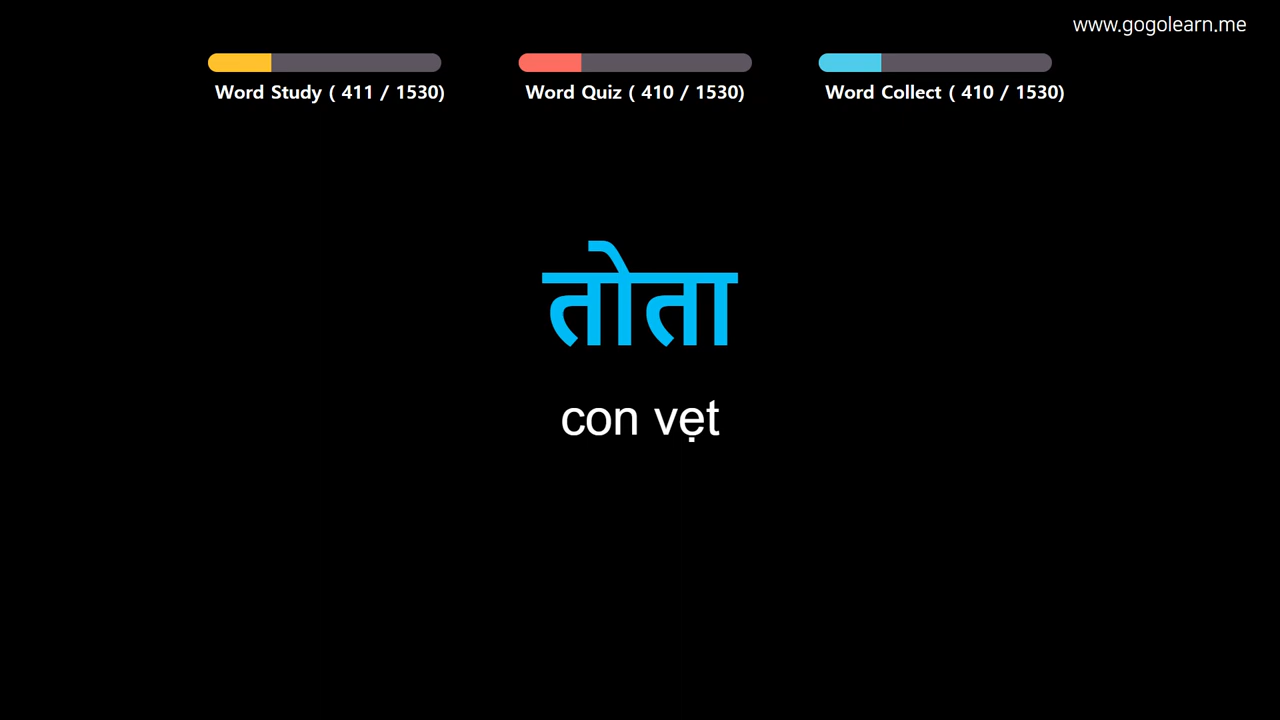 www.gogolearn.me
Word Study ( 411 / 1530)
Word Quiz ( 410 / 1530)
Word Collect ( 410 / 1530)
तोता
con vẹt